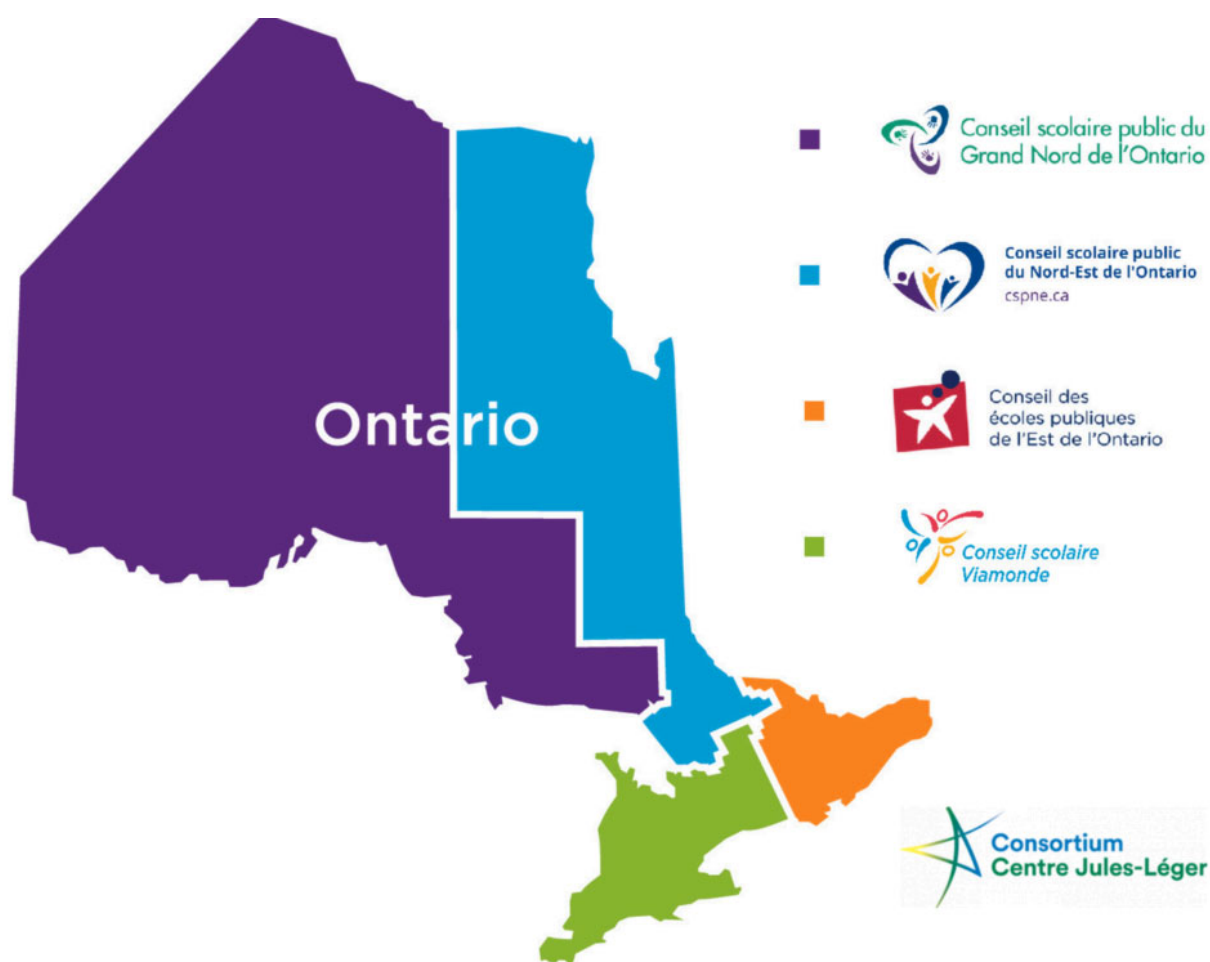 Ontario
Conseil scolaire public du
Grand Nord de l'Ontario
Conseil scolaire public
du Nord-Est de l'Ontario
cspne.ca
Conseil des
écoles publiques
de l'Est de l'Ontario
Conseil scolaire
Viamonde
Consortium
Centre Jules-Léger